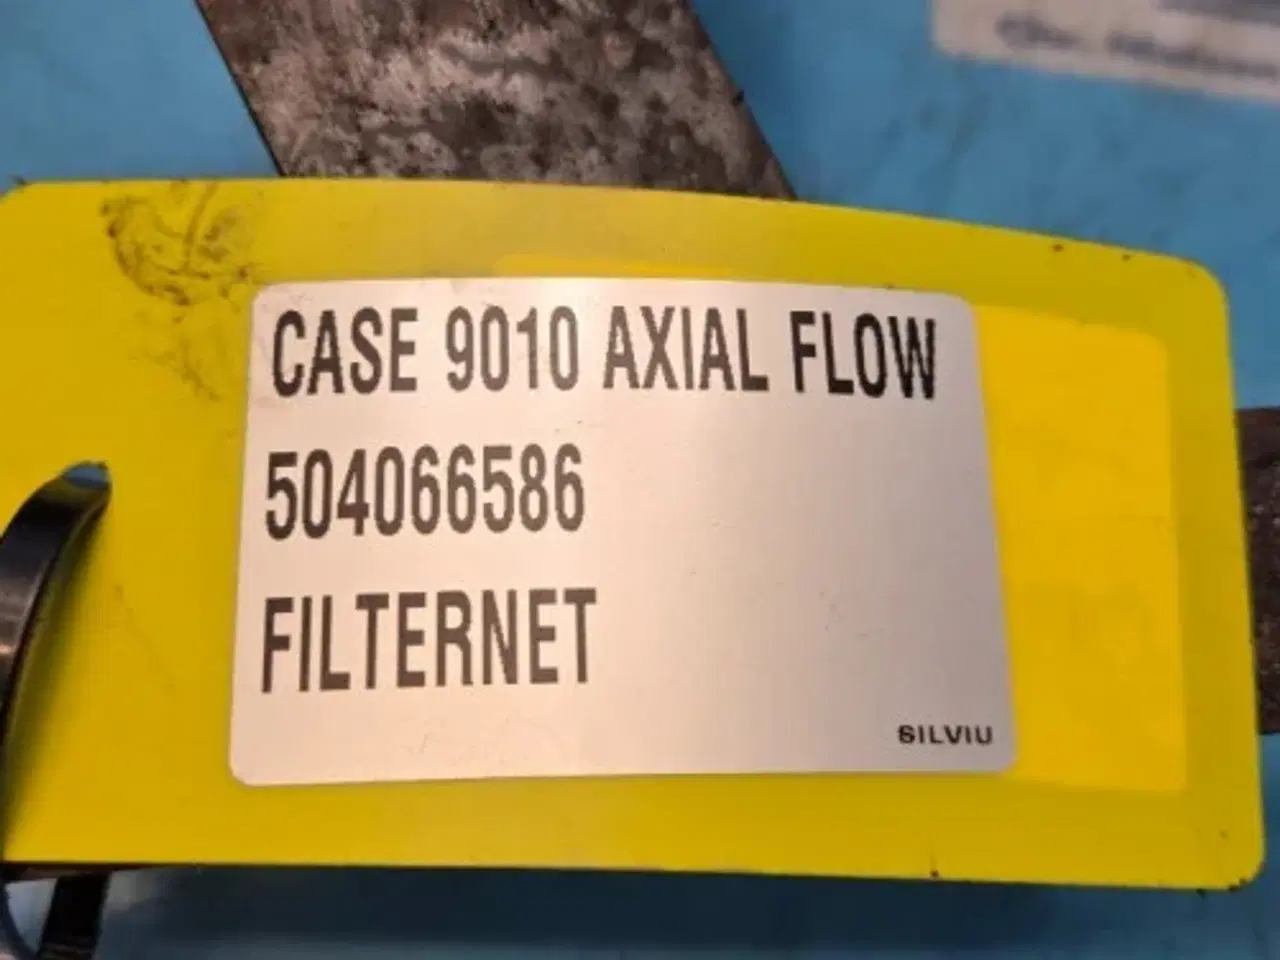 CASE 9010 AXIAL FLOW
504066586
FILTERNET
SILVIU